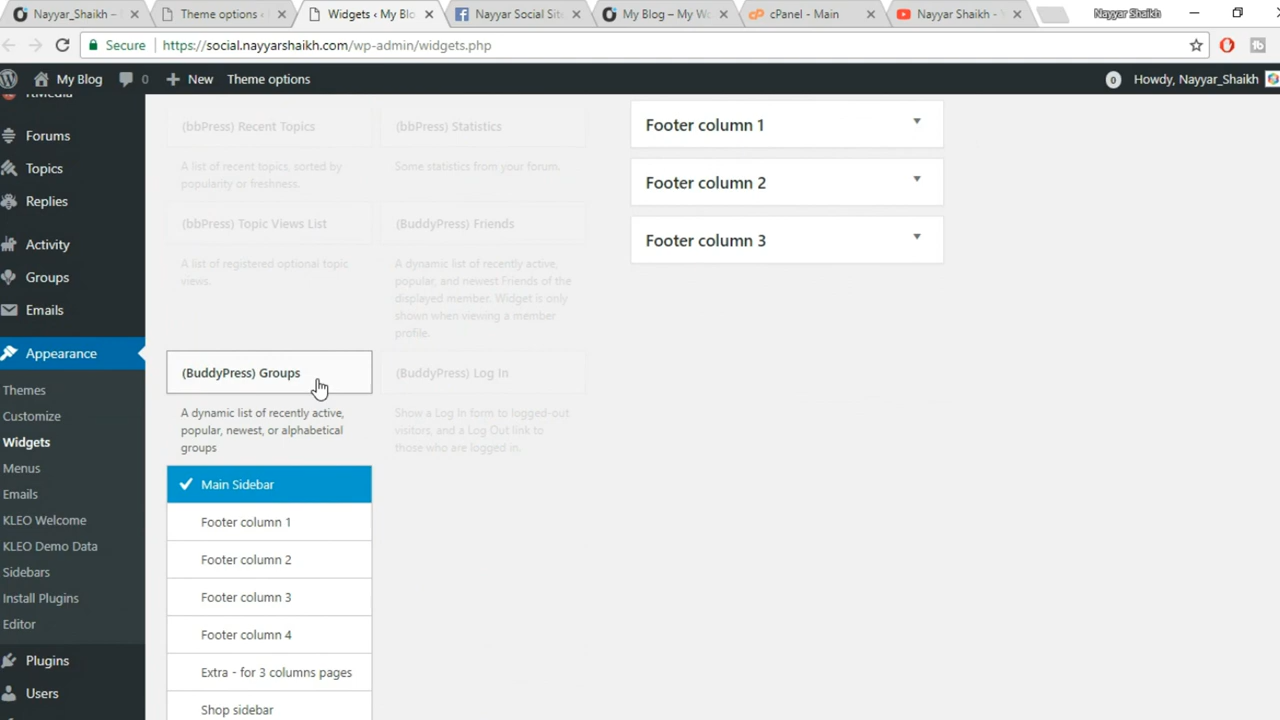 Nayyar_Shaikh –
Theme options ‹
Widgets ‹ My Blo
Nayyar Social Sit
My Blog – My W
cPanel - Main
Nayyar Shaikh -
Nayyar Shaikh
Secure
https://social.nayyarshaikh.com/wp-admin/widgets.php
My Blog
0
New
Theme options
0
Howdy, Nayyar_Shaikh
Forums
Topics
Replies
Activity
Groups
Emails
Appearance
Themes
Customize
Widgets
Menus
Emails
KLEO Welcome
KLEO Demo Data
Sidebars
Install Plugins
Editor
Plugins
Users
(bbPress) Recent Topics
A list of recent topics, sorted by
popularity or freshness.
(bbPress) Statistics
Some statistics from your forum.
(bbPress) Topic Views List
A list of registered optional topic
views.
(BuddyPress) Friends
A dynamic list of recently active,
popular, and newest Friends of the
displayed member. Widget is only
shown when viewing a member
profile.
(BuddyPress) Groups
A dynamic list of recently active,
popular, newest, or alphabetical
groups
(BuddyPress) Log In
Show a Log In form to logged-out
visitors, and a Log Out link to
those who are logged in.
Main Sidebar
Footer column 1
Footer column 2
Footer column 3
Footer column 4
Extra - for 3 columns pages
Shop sidebar
Footer column 1
Footer column 2
Footer column 3